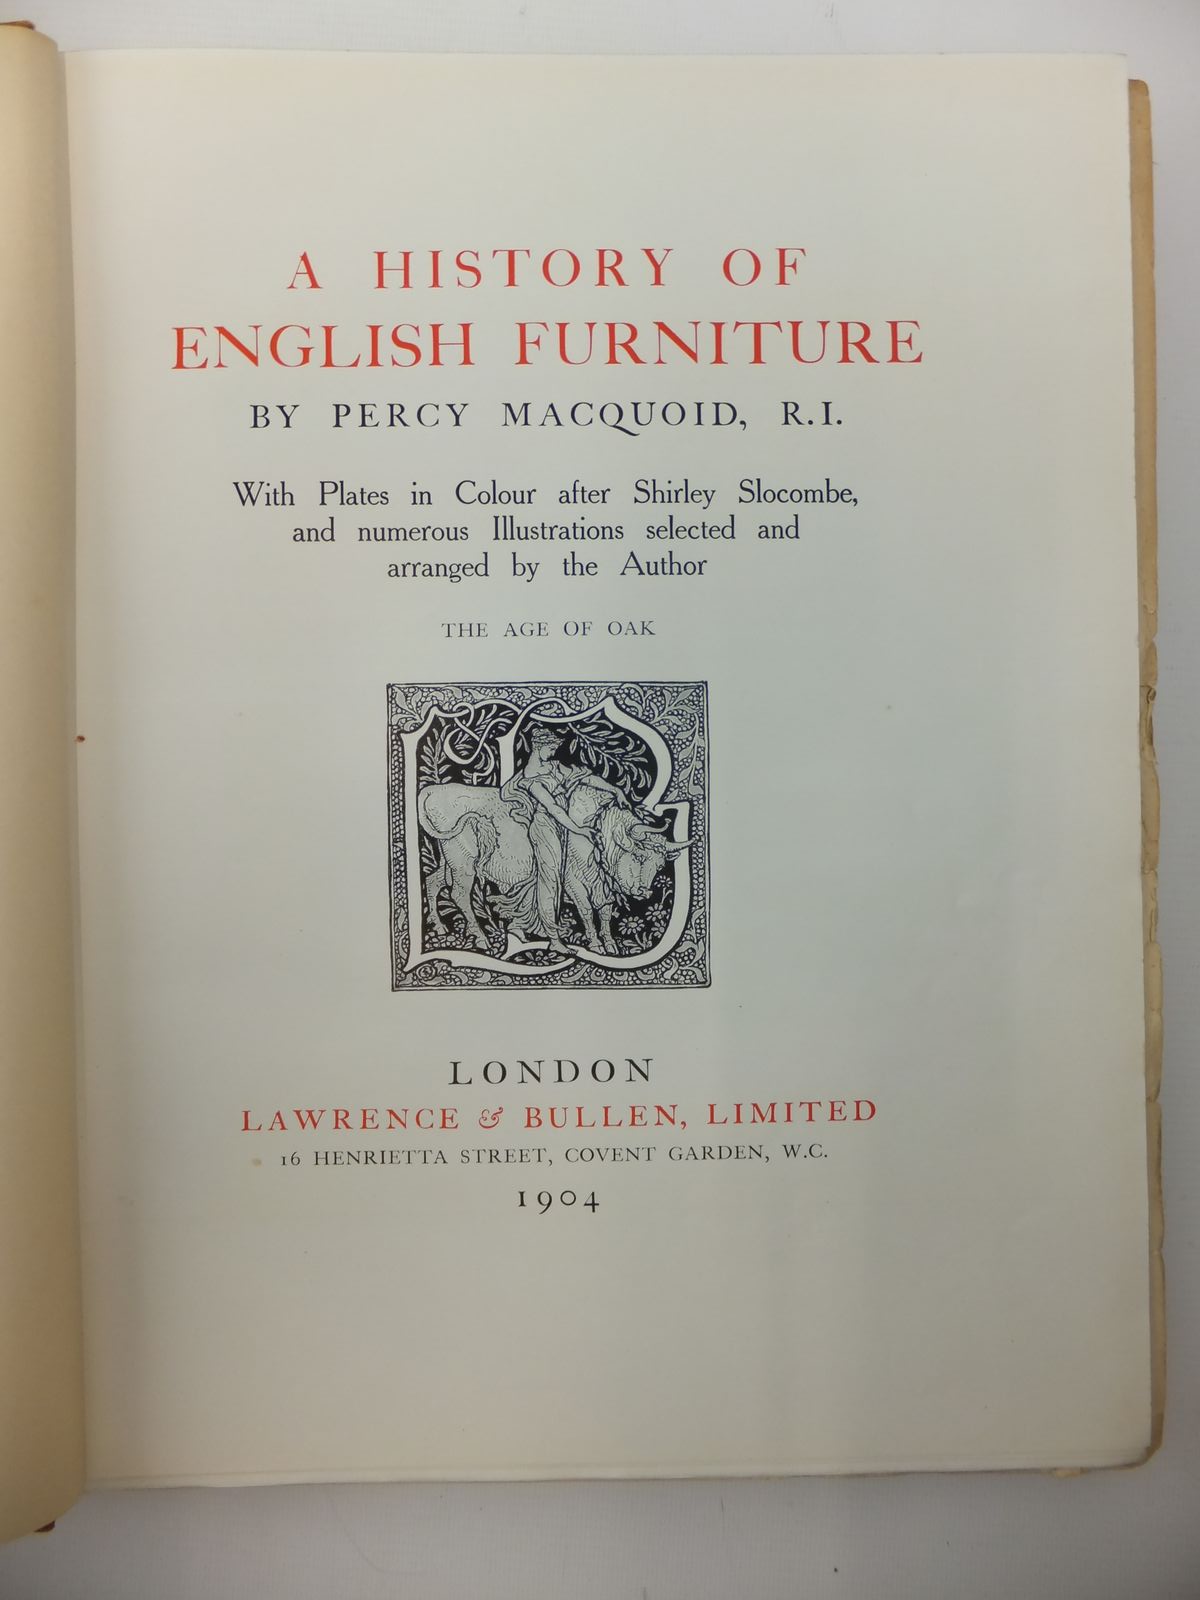 A HISTORY OF
ENGLISH FURNITURE
BY PERCY MACQUOID, R.I.
With Plates in Colour after Shirley Slocombe,
and numerous Illustrations selected and
arranged by the Author
THE AGE OF OAK
LONDON
LAWRENCE & BULLEN, LIMITED
16 HENRIETTA STREET, COVENT GARDEN, W.C.
1904